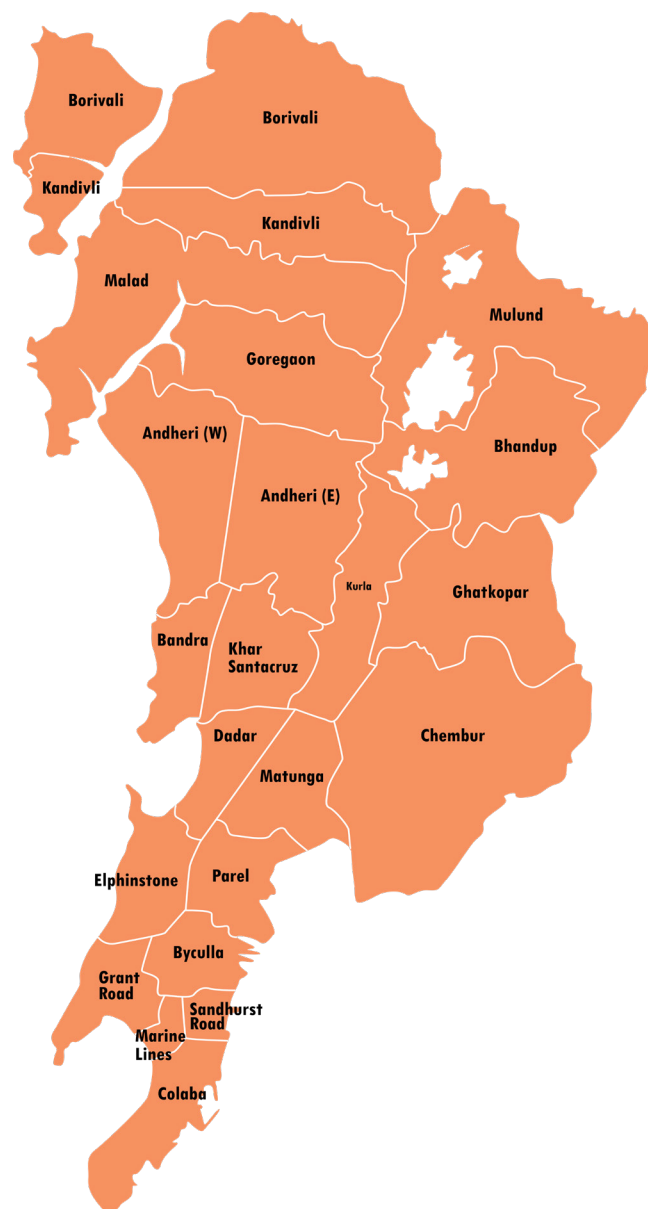 Borivali
Borivali
Kandivli
Kandivli
Malad
Mulund
Goregaon
Andheri (W)
Bhandup
Andheri (E)
Kurla
Ghatkopar
Bandra
Khar
Santacruz
Dadar
Chembur
Matunga
Elphinstone
Parel
Byculla
Grant
Road
Sandhurst
Road
Marine
Lines
Colaba